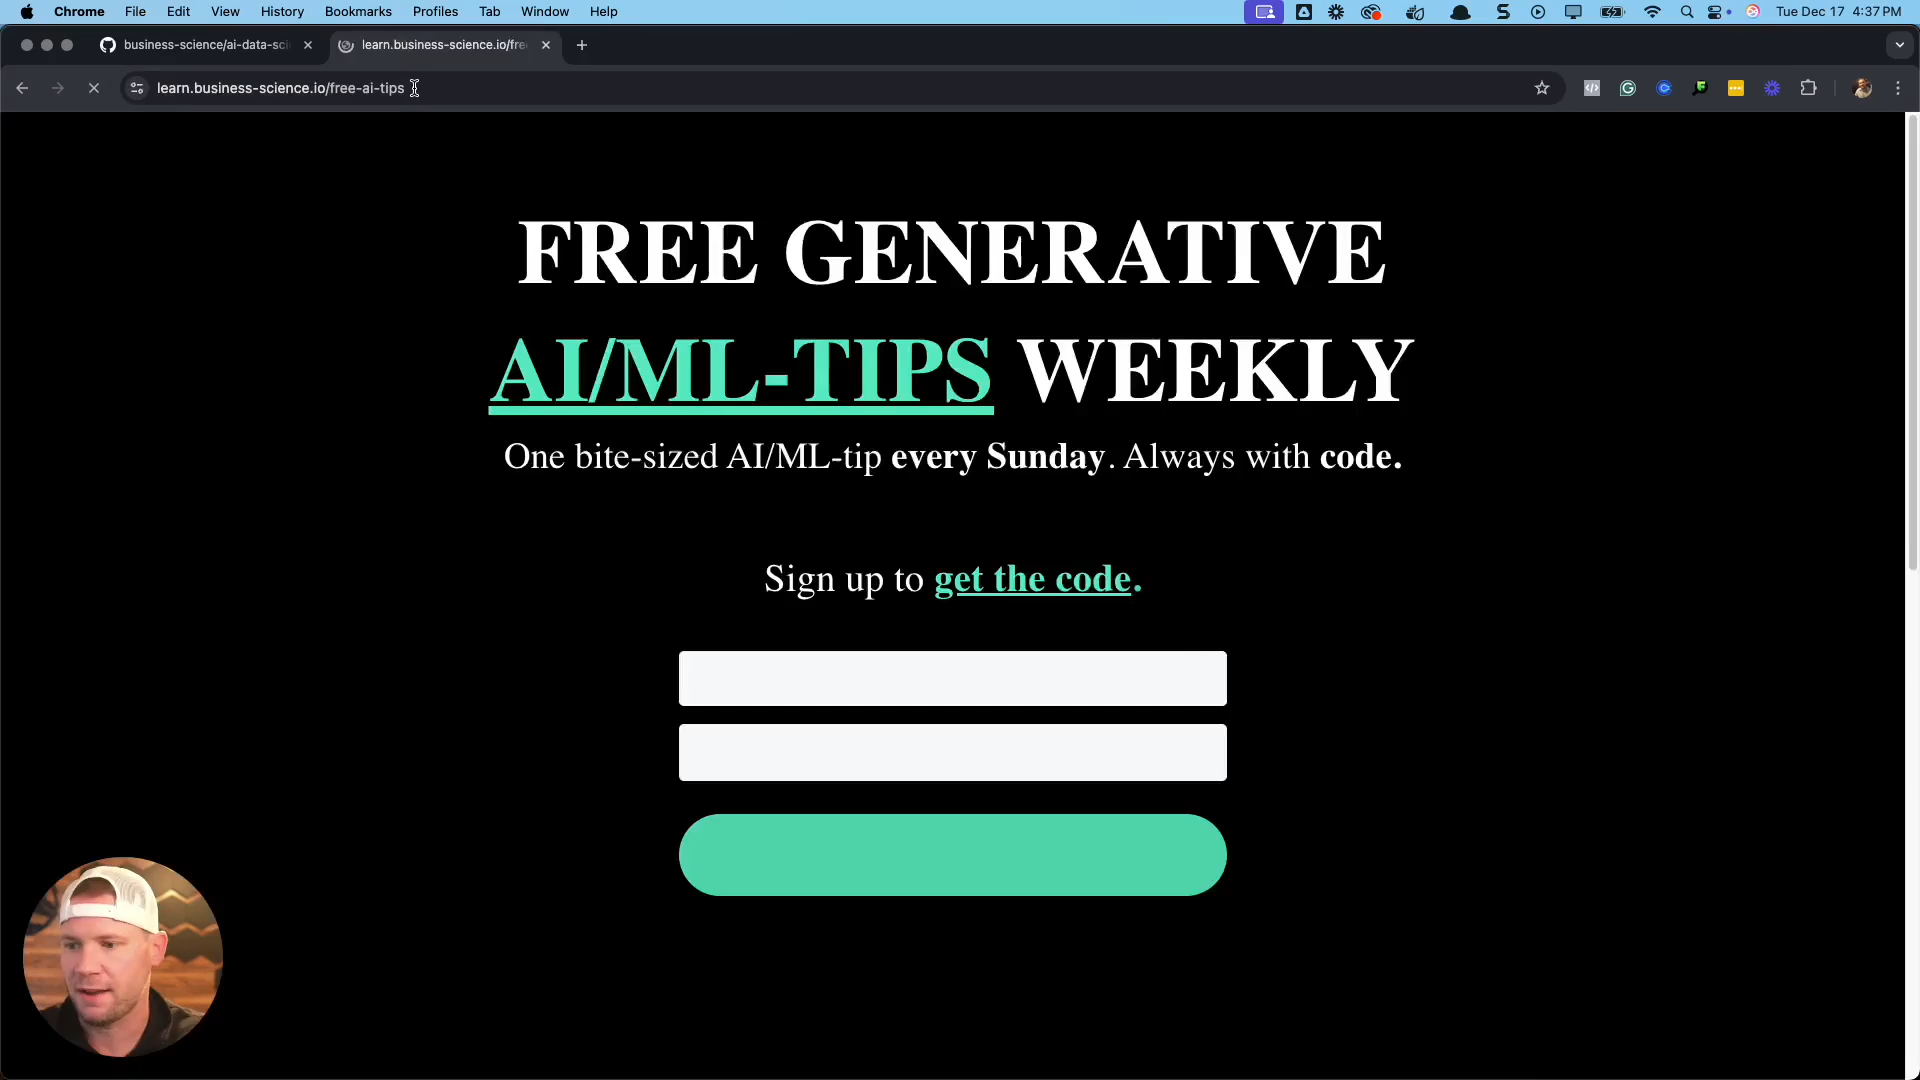 Chrome File Edit View History Bookmarks Profiles Tab Window Help Tue Dec 17 4:37 PM
business-science/ai-data-sci learn.business-science.io/fre
learn.business-science.io/free-ai-tips
FREE GENERATIVE
AI/ML-TIPS WEEKLY
One bite-sized AI/ML-tip every Sunday. Always with code.
Sign up to get the code.